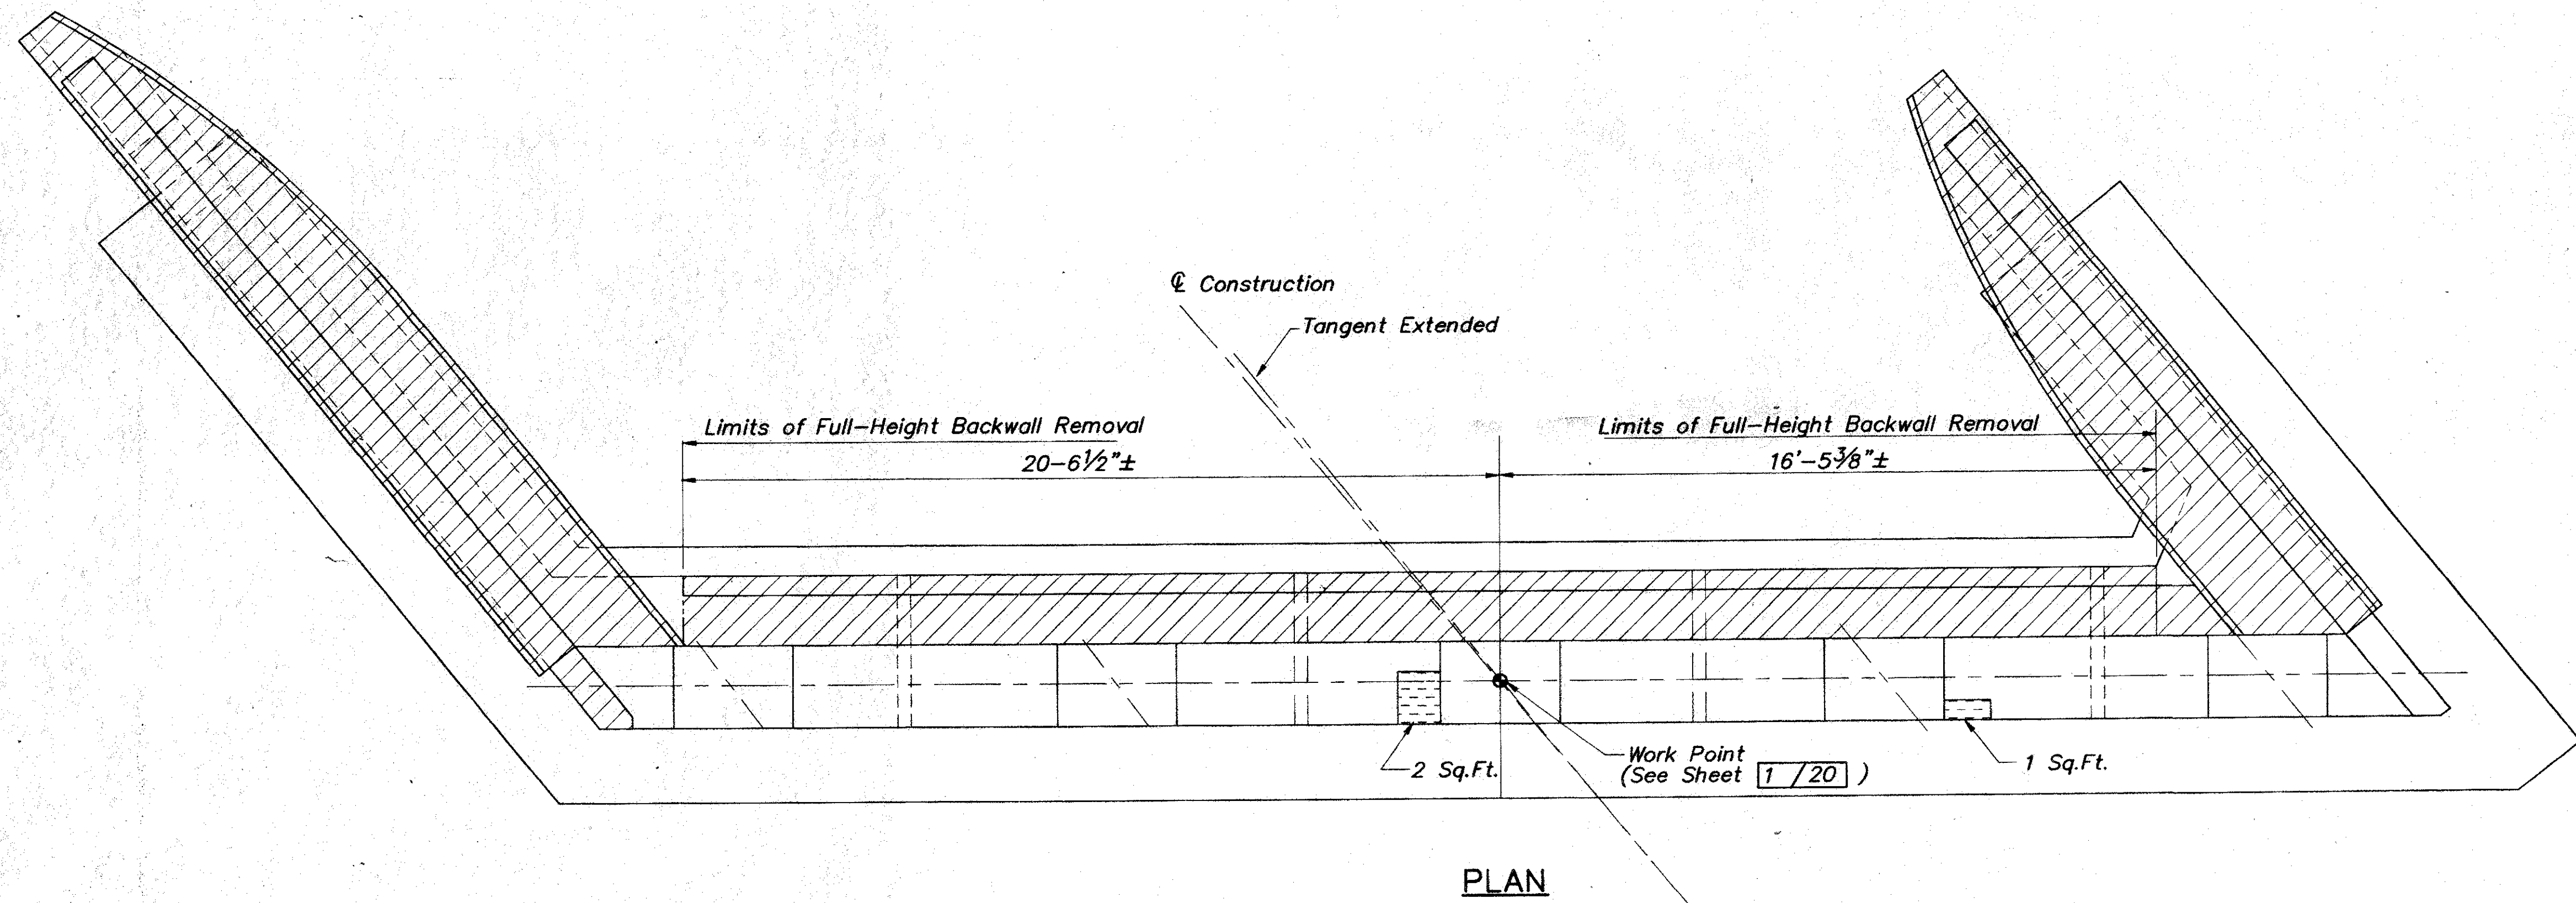 ℄ Construction
Tangent Extended
Limits of Full-Height Backwall Removal
Limits of Full-Height Backwall Removal
20-6½"±
16'-5⅜"±
2 Sq.Ft.
Work Point
(See Sheet 1 /20 )
1 Sq.Ft.
PLAN